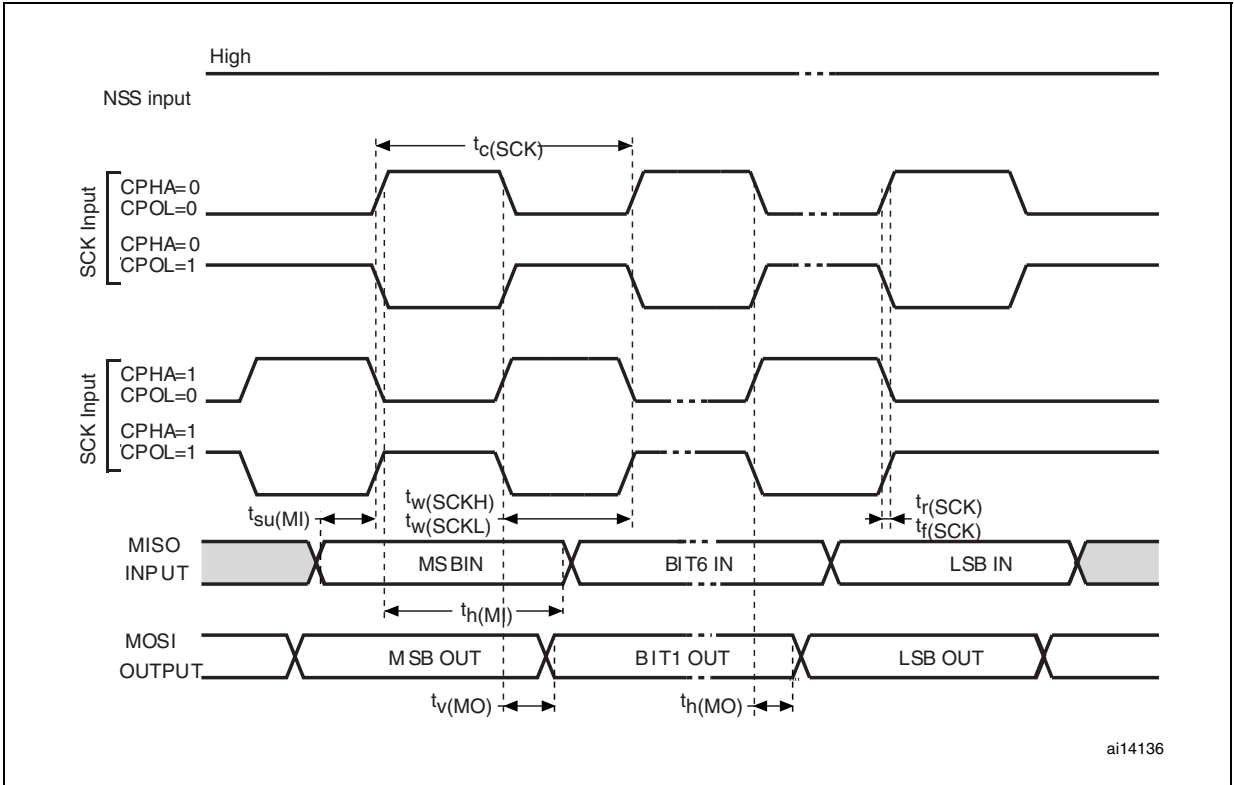 High
NSS input
tc(SCK)
SCK Input
CPHA=0
CPOL=0
CPHA=0
CPOL=1
SCK Input
CPHA=1
CPOL=0
CPHA=1
CPOL=1
tsu(MI)
tw(SCKH)
tw(SCKL)
tr(SCK)
tf(SCK)
MISO
INPUT
MSBIN
BIT6 IN
LSB IN
th(MI)
MOSI
OUTPUT
MSB OUT
BIT1 OUT
LSB OUT
tv(MO)
th(MO)
ai14136